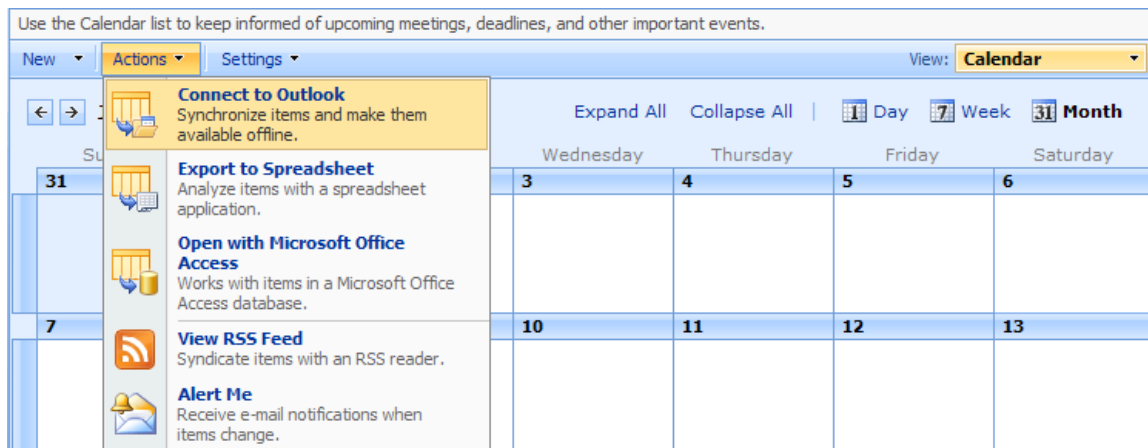 Use the Calendar list to keep informed of upcoming meetings, deadlines, and other important events.
New Actions Settings View: Calendar
Expand All Collapse All | 1 Day 7 Week 31 Month
Wednesday Thursday Friday Saturday
31 3 4 5 6
7 10 11 12 13
Connect to Outlook
Synchronize items and make them
available offline.
Export to Spreadsheet
Analyze items with a spreadsheet
application.
Open with Microsoft Office
Access
Works with items in a Microsoft Office
Access database.
View RSS Feed
Syndicate items with an RSS reader.
Alert Me
Receive e-mail notifications when
items change.